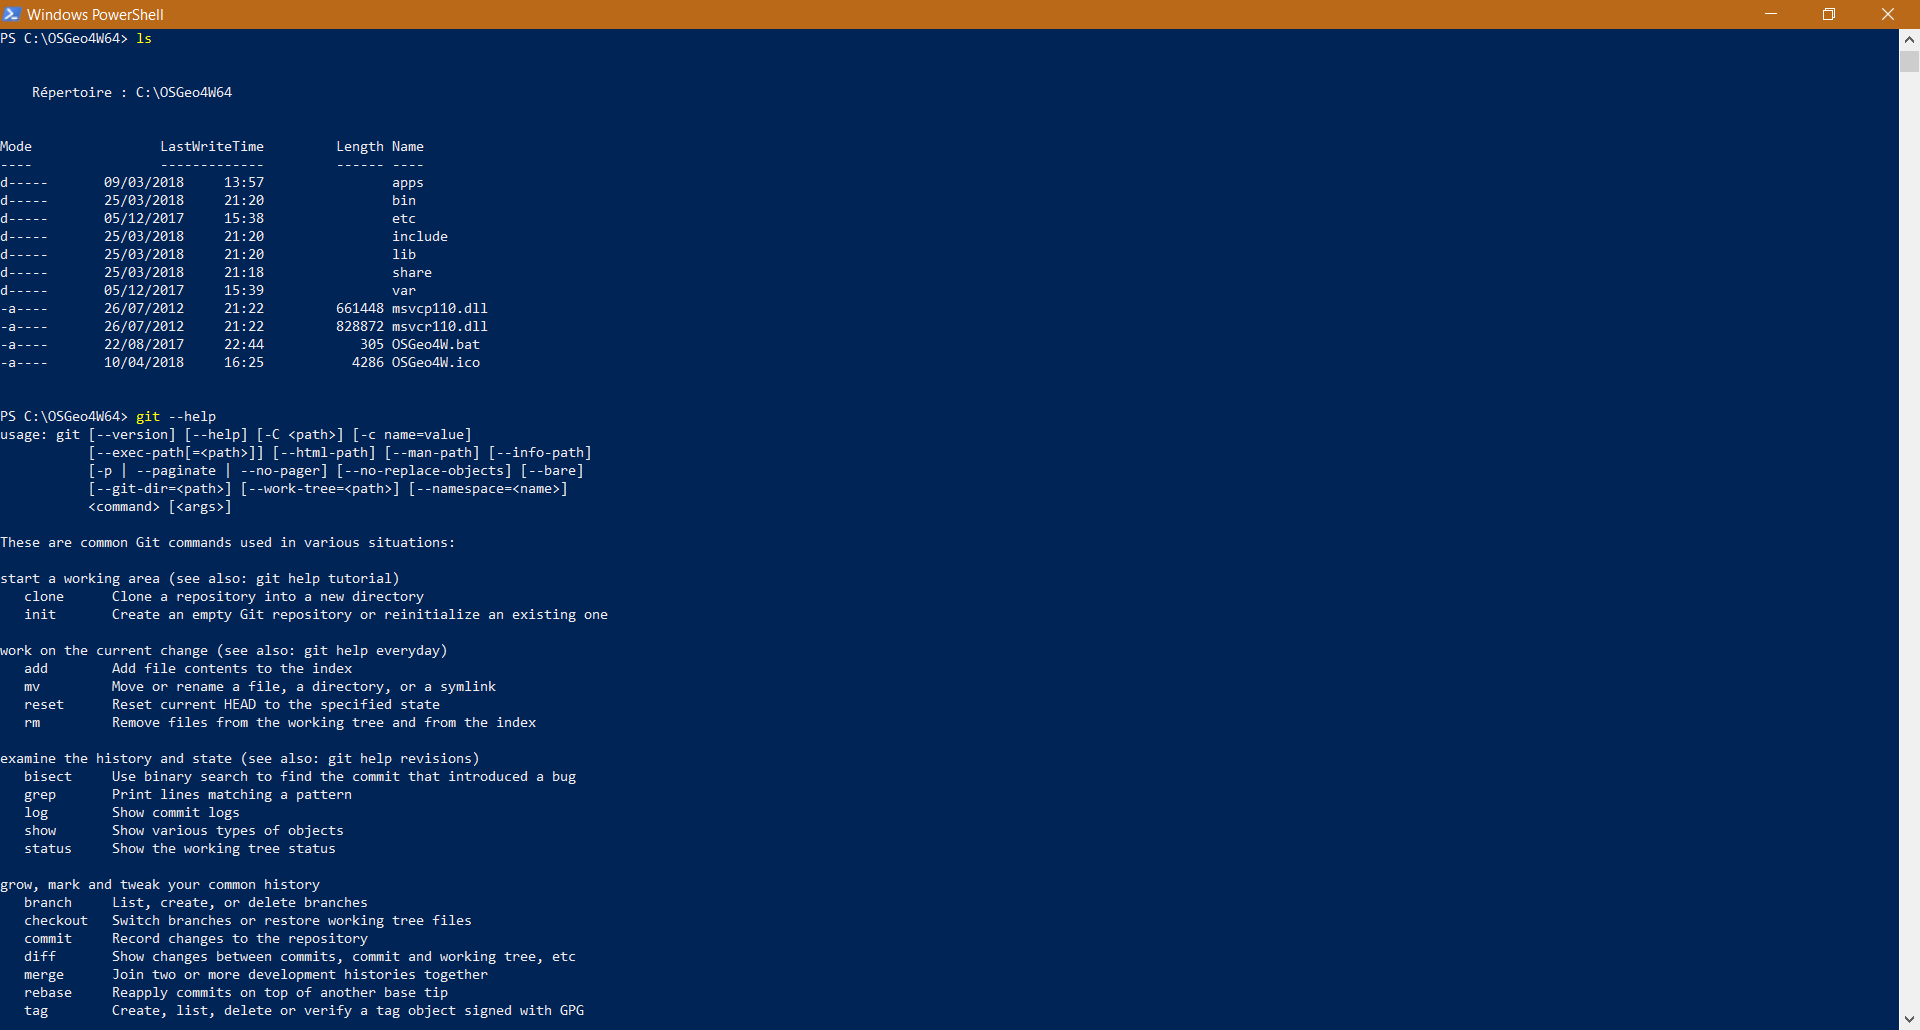 Windows PowerShell
PS C:\OSGeo4W64> ls
Répertoire : C:\OSGeo4W64
Mode                LastWriteTime         Length Name
----                -------------         ------ ----
d-----       09/03/2018     13:57                apps
d-----       25/03/2018     21:20                bin
d-----       05/12/2017     15:38                etc
d-----       25/03/2018     21:20                include
d-----       25/03/2018     21:20                lib
d-----       25/03/2018     21:18                share
d-----       05/12/2017     15:39                var
-a----       26/07/2012     21:22         661448 msvcp110.dll
-a----       26/07/2012     21:22         828872 msvcr110.dll
-a----       22/08/2017     22:44            305 OSGeo4W.bat
-a----       10/04/2018     16:25           4286 OSGeo4W.ico
PS C:\OSGeo4W64> git --help
usage: git [--version] [--help] [-C <path>] [-c name=value]
           [--exec-path[=<path>]] [--html-path] [--man-path] [--info-path]
           [-p | --paginate | --no-pager] [--no-replace-objects] [--bare]
           [--git-dir=<path>] [--work-tree=<path>] [--namespace=<name>]
           <command> [<args>]
These are common Git commands used in various situations:
start a working area (see also: git help tutorial)
   clone      Clone a repository into a new directory
   init       Create an empty Git repository or reinitialize an existing one
work on the current change (see also: git help everyday)
   add        Add file contents to the index
   mv         Move or rename a file, a directory, or a symlink
   reset      Reset current HEAD to the specified state
   rm         Remove files from the working tree and from the index
examine the history and state (see also: git help revisions)
   bisect     Use binary search to find the commit that introduced a bug
   grep       Print lines matching a pattern
   log        Show commit logs
   show       Show various types of objects
   status     Show the working tree status
grow, mark and tweak your common history
   branch     List, create, or delete branches
   checkout   Switch branches or restore working tree files
   commit     Record changes to the repository
   diff       Show changes between commits, commit and working tree, etc
   merge      Join two or more development histories together
   rebase     Reapply commits on top of another base tip
   tag        Create, list, delete or verify a tag object signed with GPG